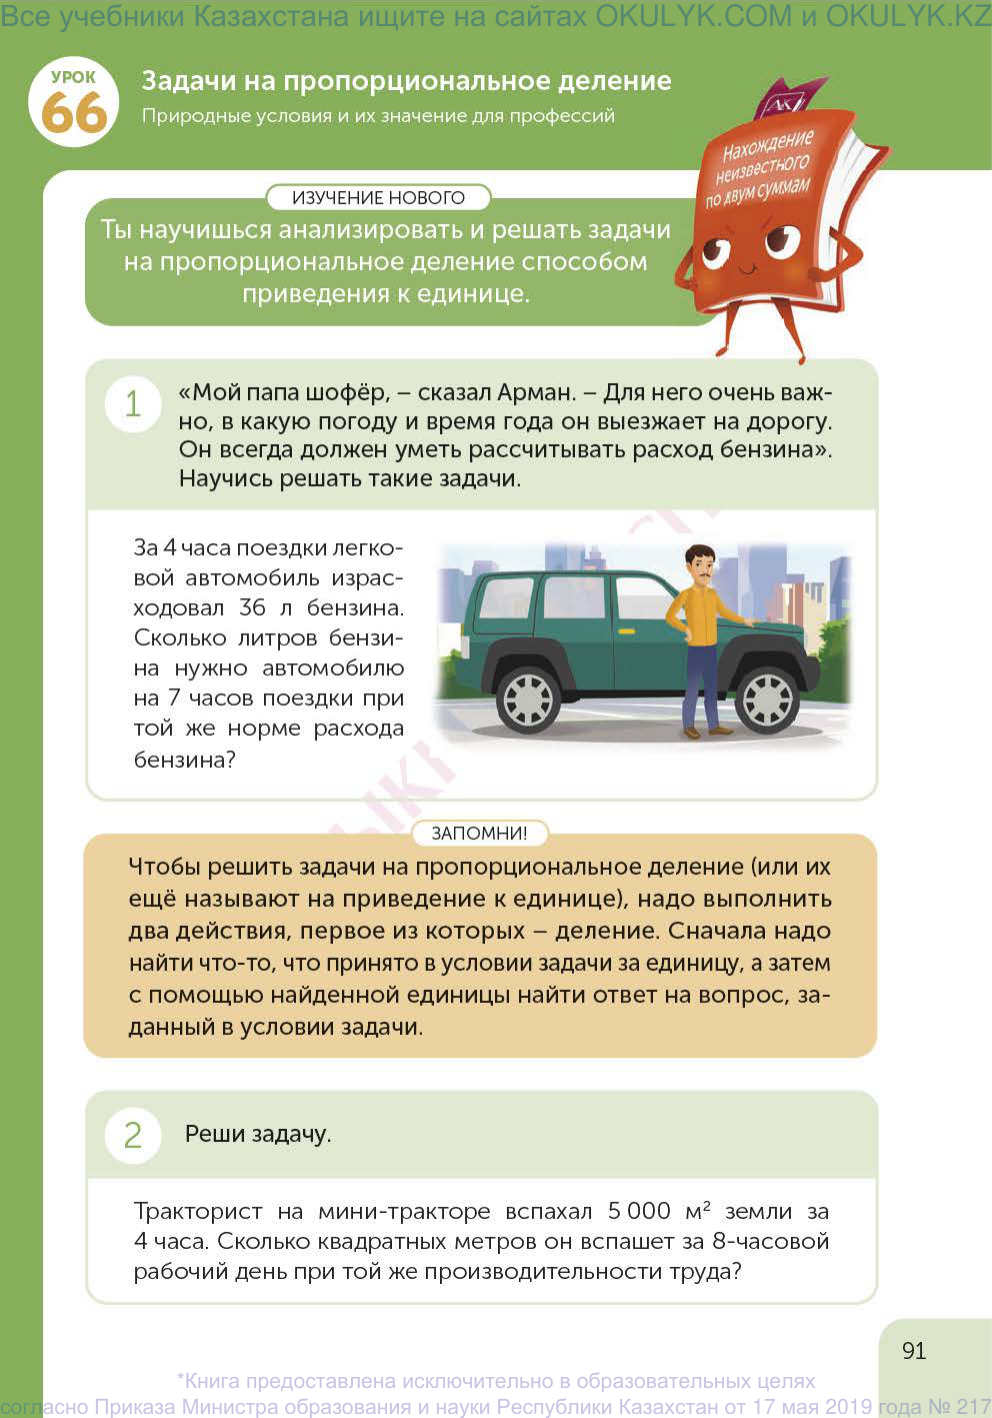 Все учебники Казахстана ищите на сайтах OKULYK.COM и OKULYK.KZ
УРОК
66
Задачи на пропорциональное деление
Природные условия и их значение для профессий
АК
Нахождение
неизвестного
по двум суммам
ИЗУЧЕНИЕ НОВОГО
Ты научишься анализировать и решать задачи
на пропорциональное деление способом
приведения к единице.
1
«Мой папа шофёр, – сказал Арман. – Для него очень важ-
но, в какую погоду и время года он выезжает на дорогу.
Он всегда должен уметь рассчитывать расход бензина».
Научись решать такие задачи.
За 4 часа поездки легко-
вой автомобиль израс-
ходовал 36 л бензина.
Сколько литров бензи-
на нужно автомобилю
на 7 часов поездки при
той же норме расхода
бензина?
ЗАПОМНИ!
Чтобы решить задачи на пропорциональное деление (или их
ещё называют на приведение к единице), надо выполнить
два действия, первое из которых – деление. Сначала надо
найти что-то, что принято в условии задачи за единицу, а затем
с помощью найденной единицы найти ответ на вопрос, за-
данный в условии задачи.
2
Реши задачу.
Тракторист на мини-тракторе вспахал 5 000 м² земли за
4 часа. Сколько квадратных метров он вспашет за 8-часовой
рабочий день при той же производительности труда?
91
*Книга предоставлена исключительно в образовательных целях
согласно Приказа Министра образования и науки Республики Казахстан от 17 мая 2019 года № 217